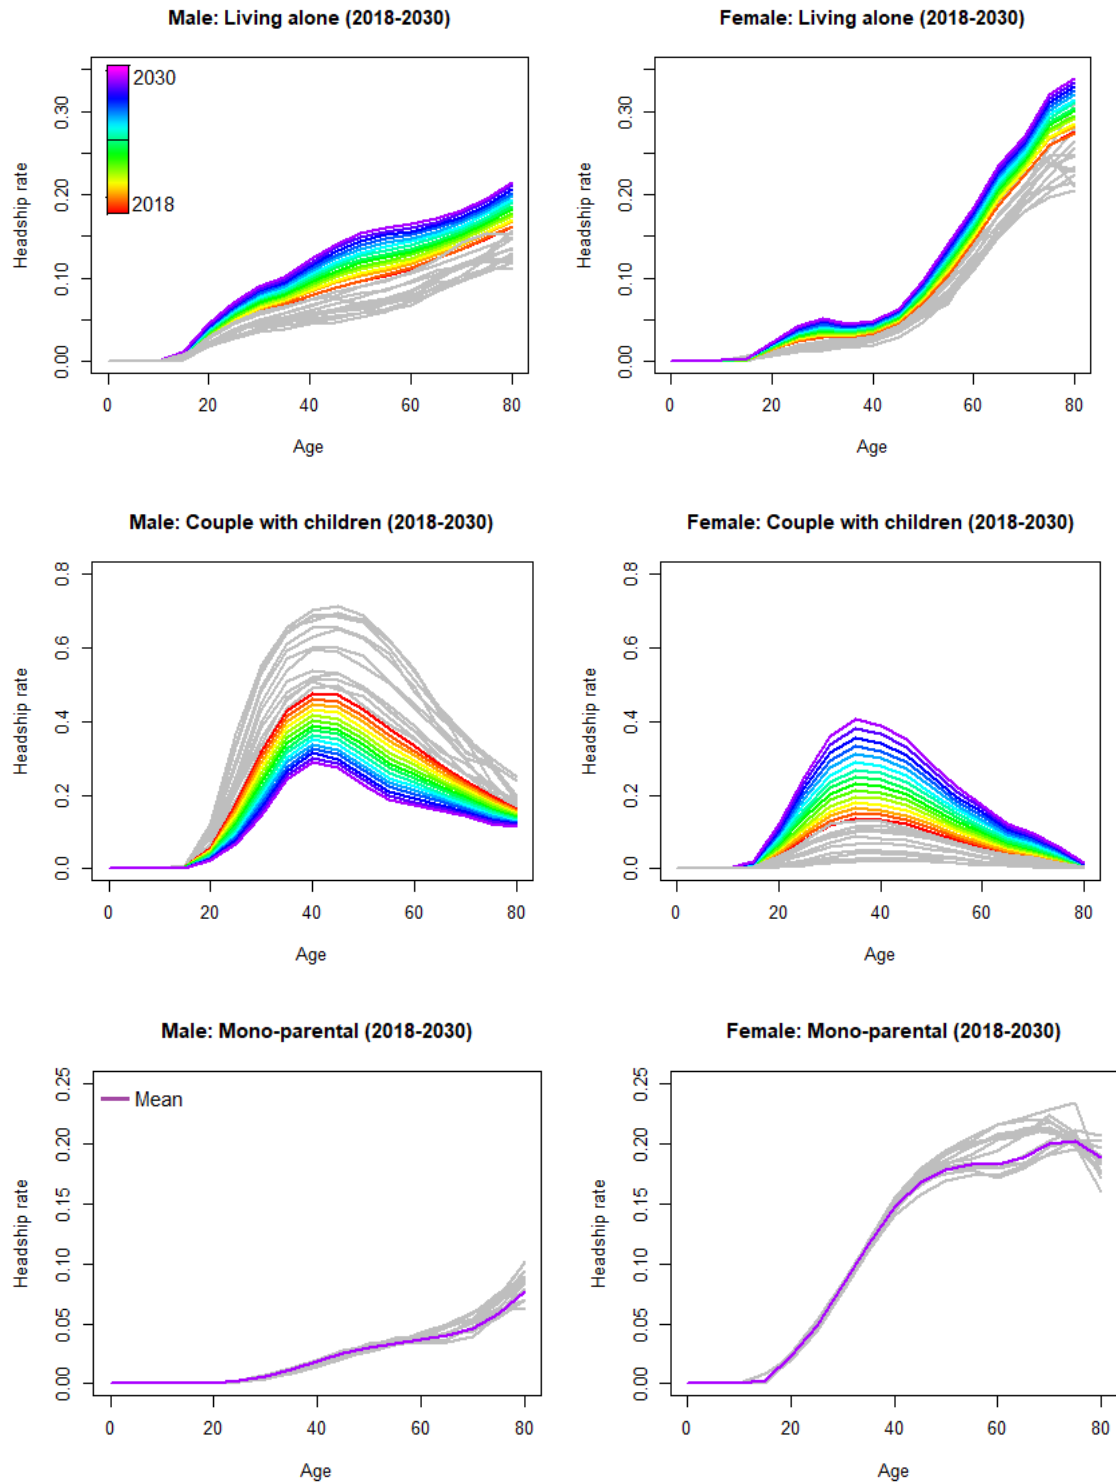 Male: Living alone (2018-2030)
Female: Living alone (2018-2030)
Headship rate
0.00 0.10 0.20 0.30
2030
2018
0 20 40 60 80
Age
Headship rate
0.00 0.10 0.20 0.30
0 20 40 60 80
Age
Male: Couple with children (2018-2030)
Female: Couple with children (2018-2030)
Headship rate
0.0 0.2 0.4 0.6 0.8
0 20 40 60 80
Age
Headship rate
0.0 0.2 0.4 0.6 0.8
0 20 40 60 80
Age
Male: Mono-parental (2018-2030)
Female: Mono-parental (2018-2030)
Headship rate
0.00 0.05 0.10 0.15 0.20 0.25
Mean
0 20 40 60 80
Age
Headship rate
0.00 0.05 0.10 0.15 0.20 0.25
0 20 40 60 80
Age